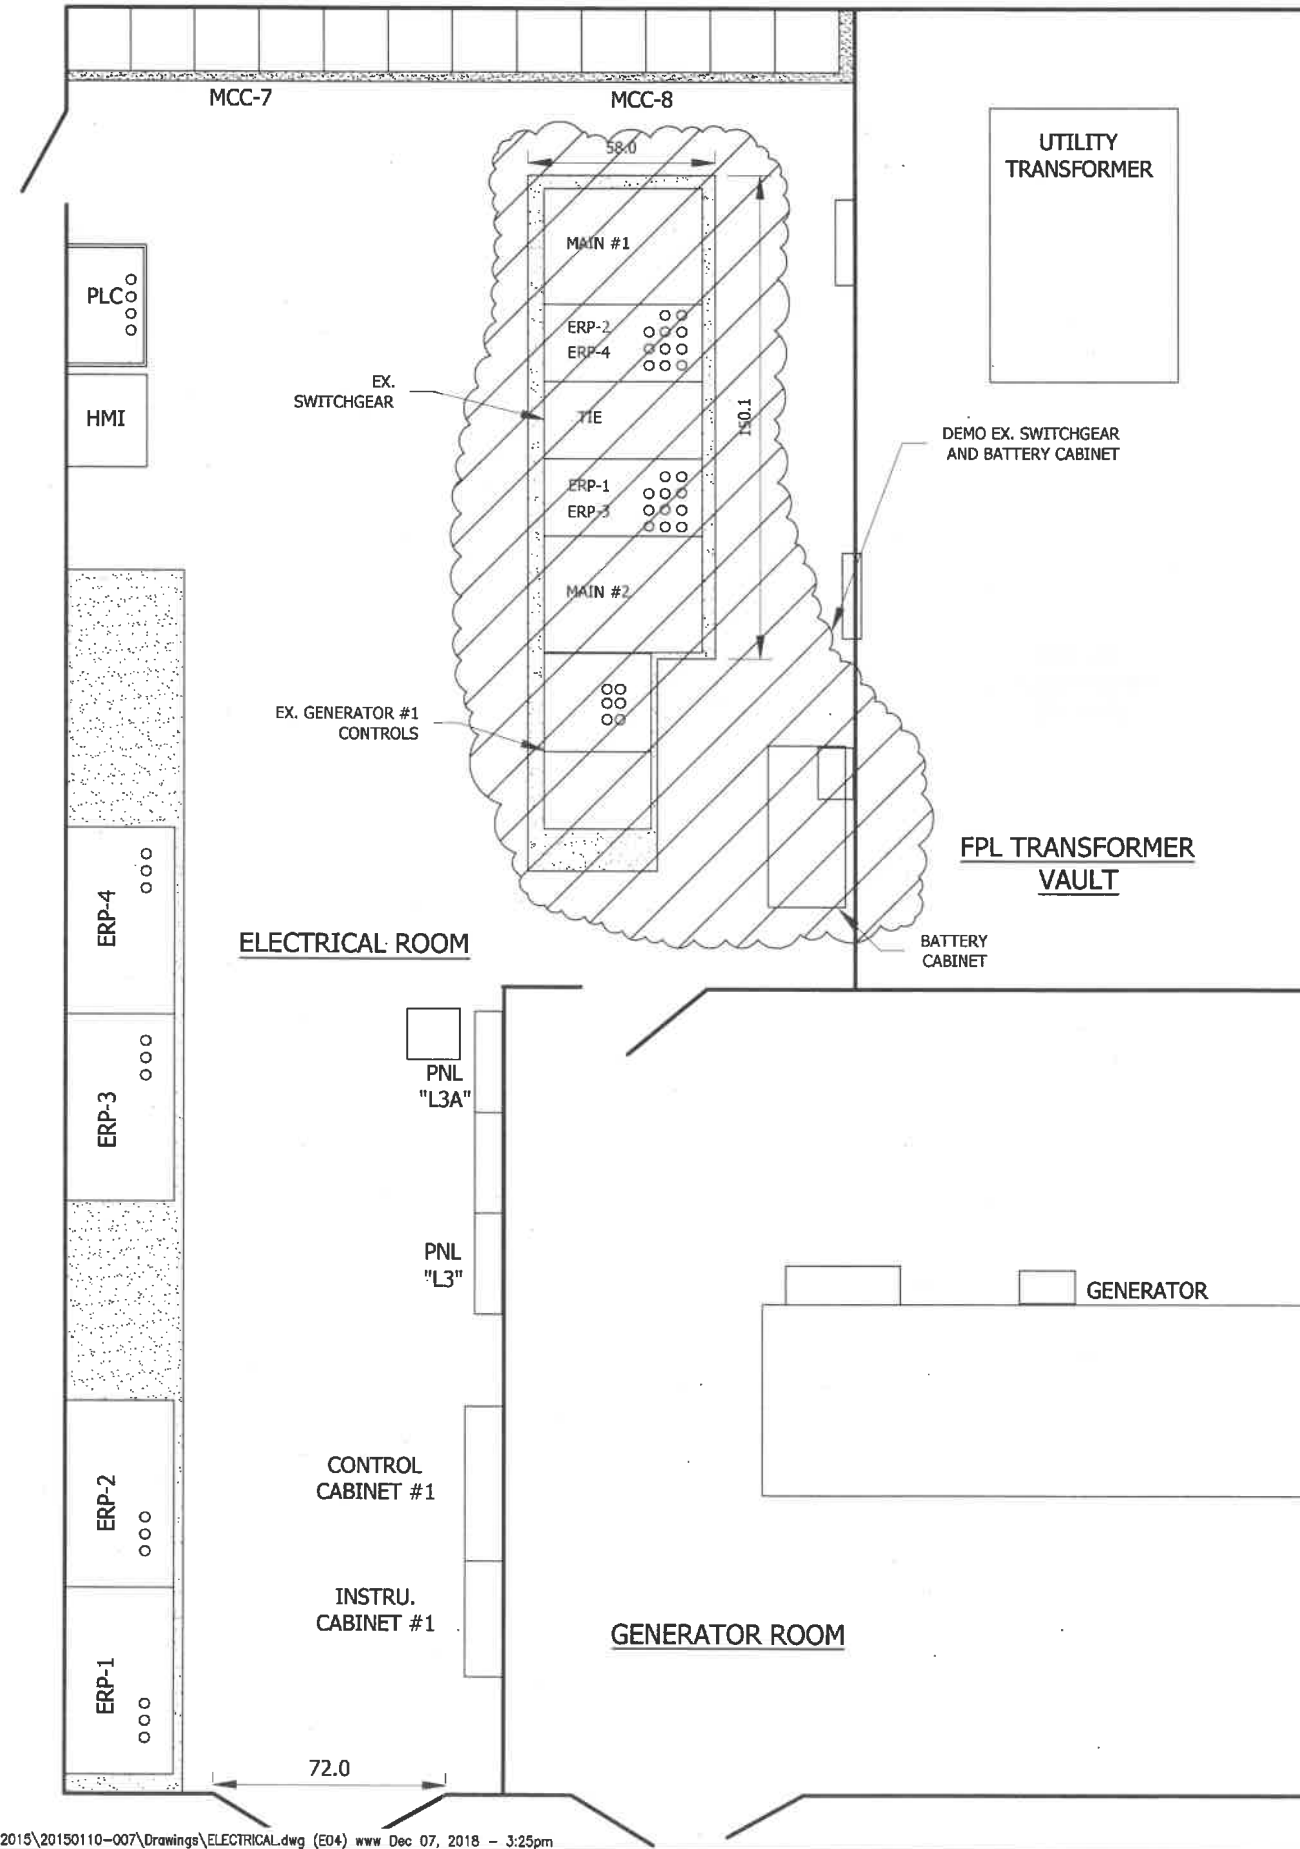 MCC-7
MCC-8
58.0
UTILITY
TRANSFORMER
MAIN #1
PLC
ERP-2
ERP-4
EX.
SWITCHGEAR
HMI
TIE
150.1
DEMO EX. SWITCHGEAR
AND BATTERY CABINET
ERP-1
ERP-3
MAIN #2
EX. GENERATOR #1
CONTROLS
FPL TRANSFORMER
VAULT
ERP-4
ELECTRICAL ROOM
BATTERY
CABINET
PNL
"L3A"
ERP-3
PNL
"L3"
GENERATOR
CONTROL
CABINET #1
ERP-2
INSTRU.
CABINET #1
GENERATOR ROOM
ERP-1
72.0
2015\20150110-007\Drawings\ELECTRICAL.dwg (E04) www Dec 07, 2018 - 3:25pm